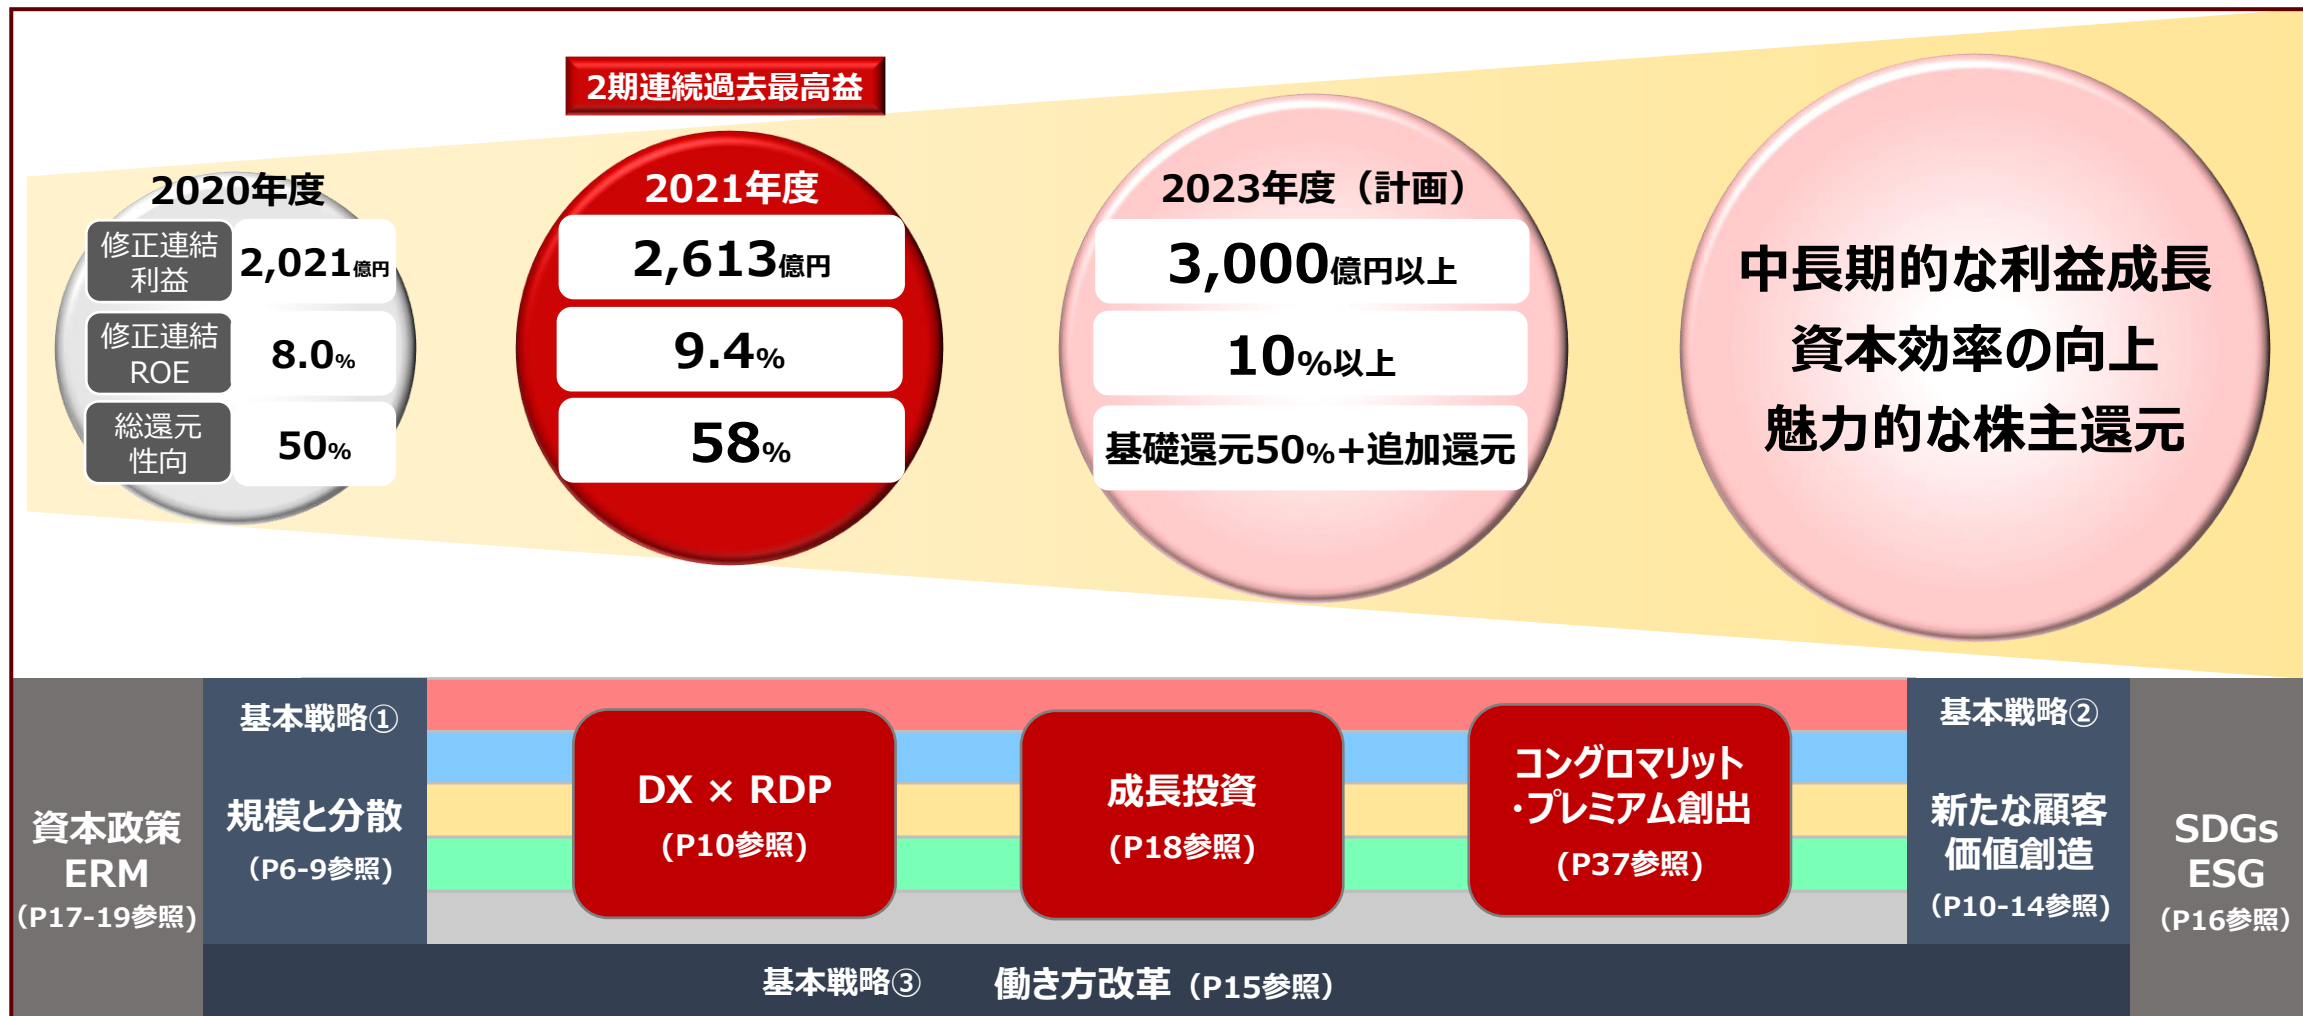 2期連続過去最高益
2020年度
修正連結
利益
2,021億円
修正連結
ROE
8.0%
総還元
性向
50%
2021年度
2,613億円
9.4%
58%
2023年度（計画）
3,000億円以上
10%以上
基礎還元50%+追加還元
中長期的な利益成長
資本効率の向上
魅力的な株主還元
資本政策
ERM
（P17-19参照)
基本戦略①
規模と分散
（P6-9参照)
DX × RDP
(P10参照)
成長投資
(P18参照)
コングロマリット
・プレミアム創出
(P37参照)
基本戦略②
新たな顧客
価値創造
（P10-14参照)
SDGs
ESG
（P16参照）
基本戦略③　働き方改革（P15参照）